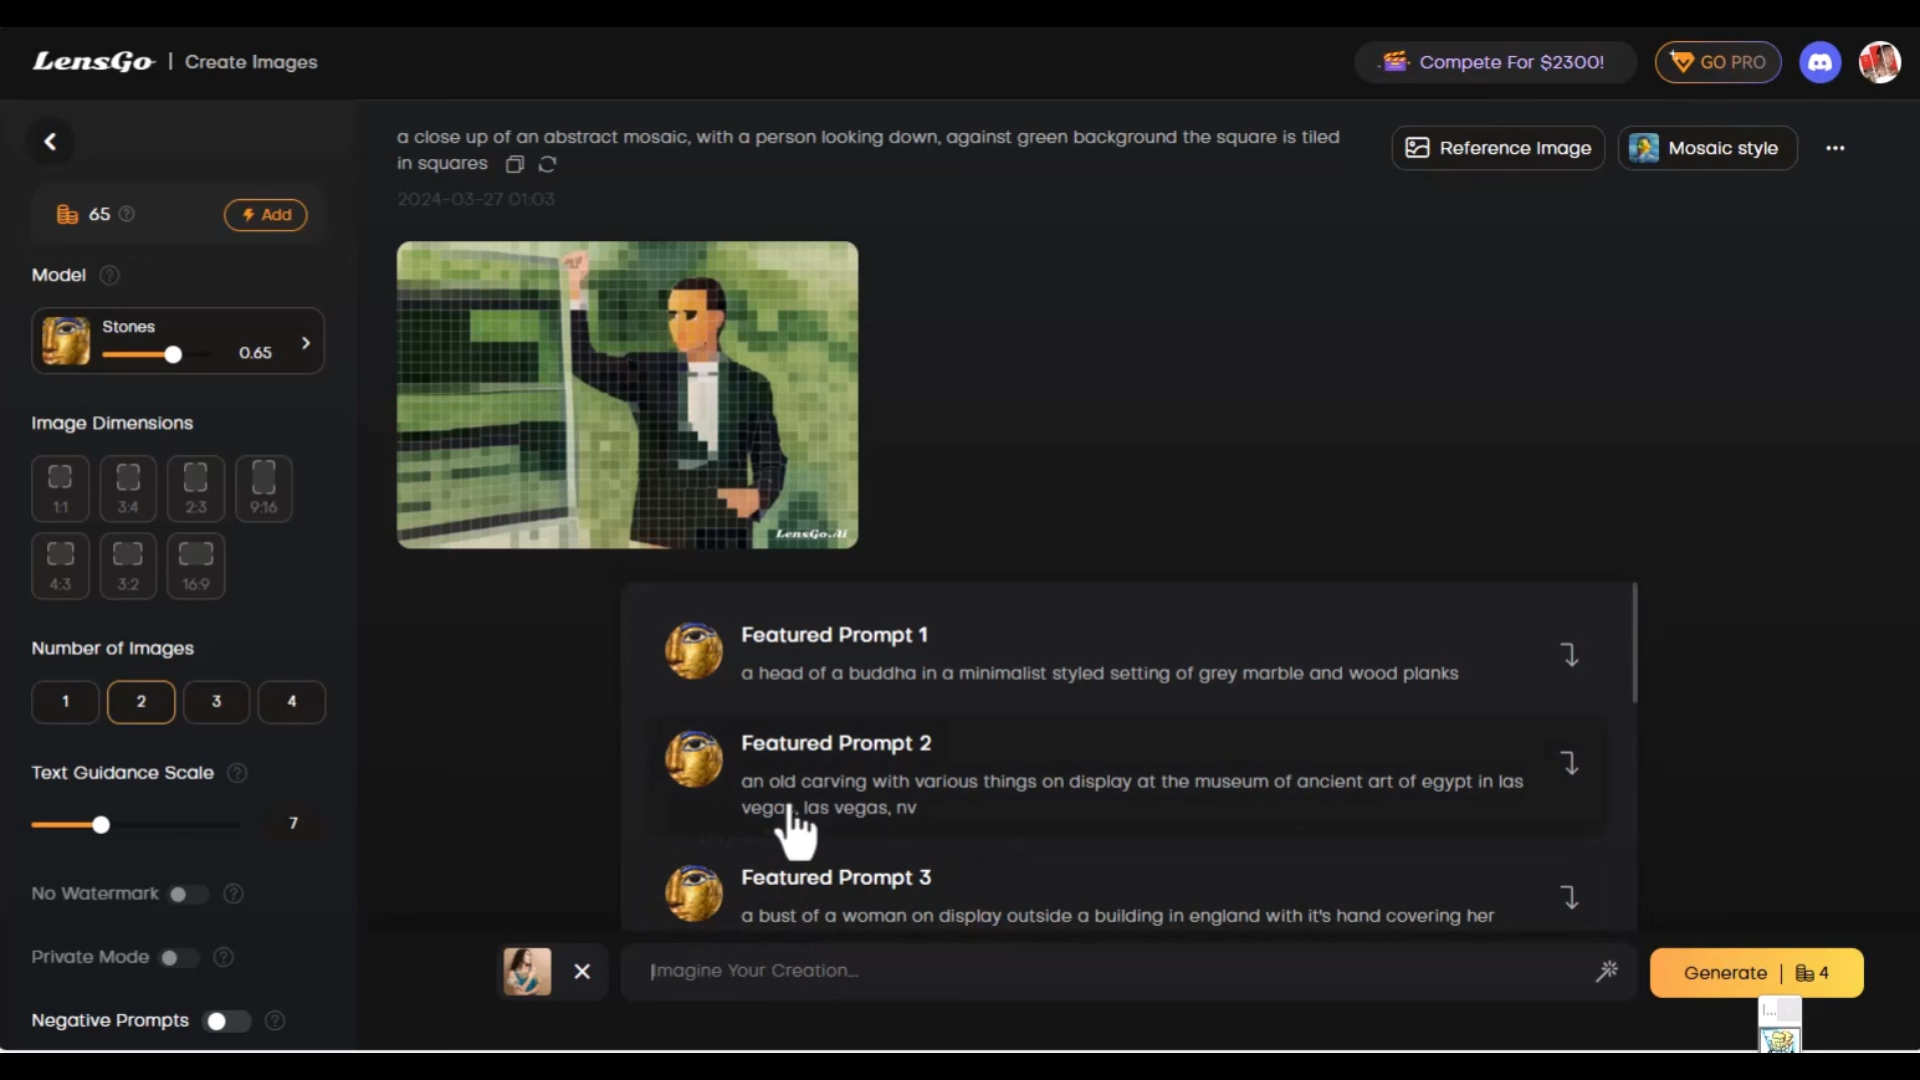 LensGo | Create Images
Compete For $2300!
GO PRO
a close up of an abstract mosaic, with a person looking down, against green background the square is tiled
in squares
2024-03-27 01:03
Reference Image
Mosaic style
65
Add
Model
Stones
0.65
Image Dimensions
1:1
3:4
2:3
9:16
4:3
3:2
16:9
Number of Images
1
2
3
4
Text Guidance Scale
7
No Watermark
Private Mode
Negative Prompts
LensGo.Ai
Featured Prompt 1
a head of a buddha in a minimalist styled setting of grey marble and wood planks
Featured Prompt 2
an old carving with various things on display at the museum of ancient art of egypt in las
vegas, las vegas, nv
Featured Prompt 3
a bust of a woman on display outside a building in england with it's hand covering her
Imagine Your Creation...
Generate | 4
I...